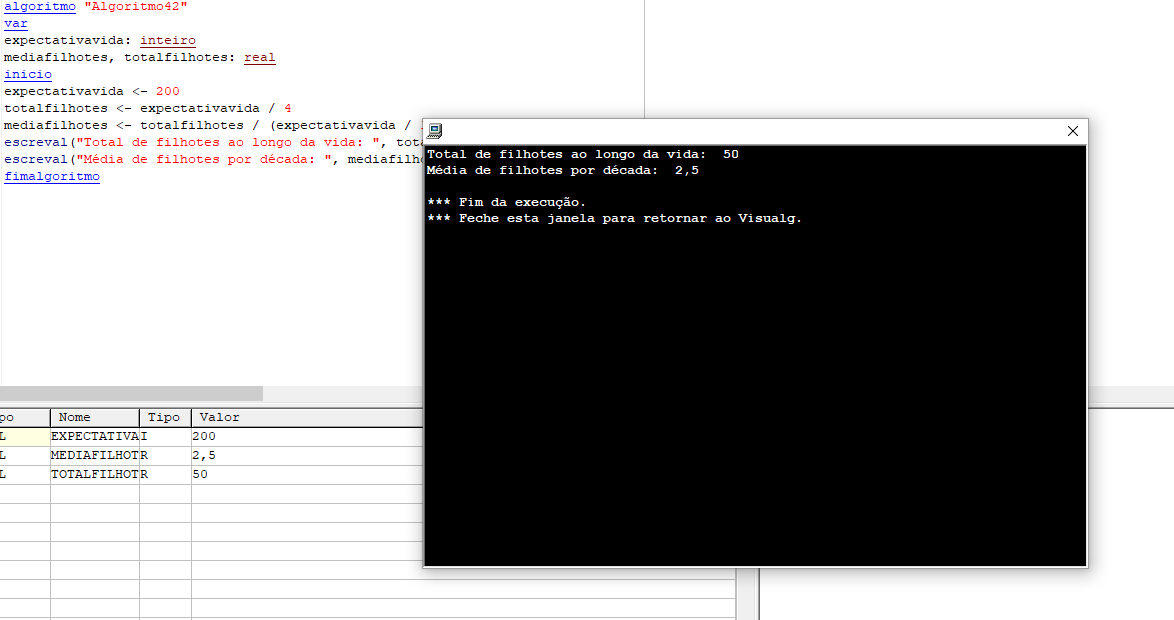 algoritmo "Algoritmo42"
var
expectativavida: inteiro
mediafilhotes, totalfilhotes: real
inicio
expectativavida <- 200
totalfilhotes <- expectativavida / 4
mediafilhotes <- totalfilhotes / (expectativavida /
escreval("Total de filhotes ao longo da vida: ", tota
escreval("Média de filhotes por década: ", mediafilho
fimalgoritmo
Total de filhotes ao longo da vida: 50
Média de filhotes por década: 2,5
*** Fim da execução.
*** Feche esta janela para retornar ao Visualg.
po Nome Tipo Valor
L EXPECTATIVA I 200
L MEDIAFILHOT R 2,5
L TOTALFILHOT R 50